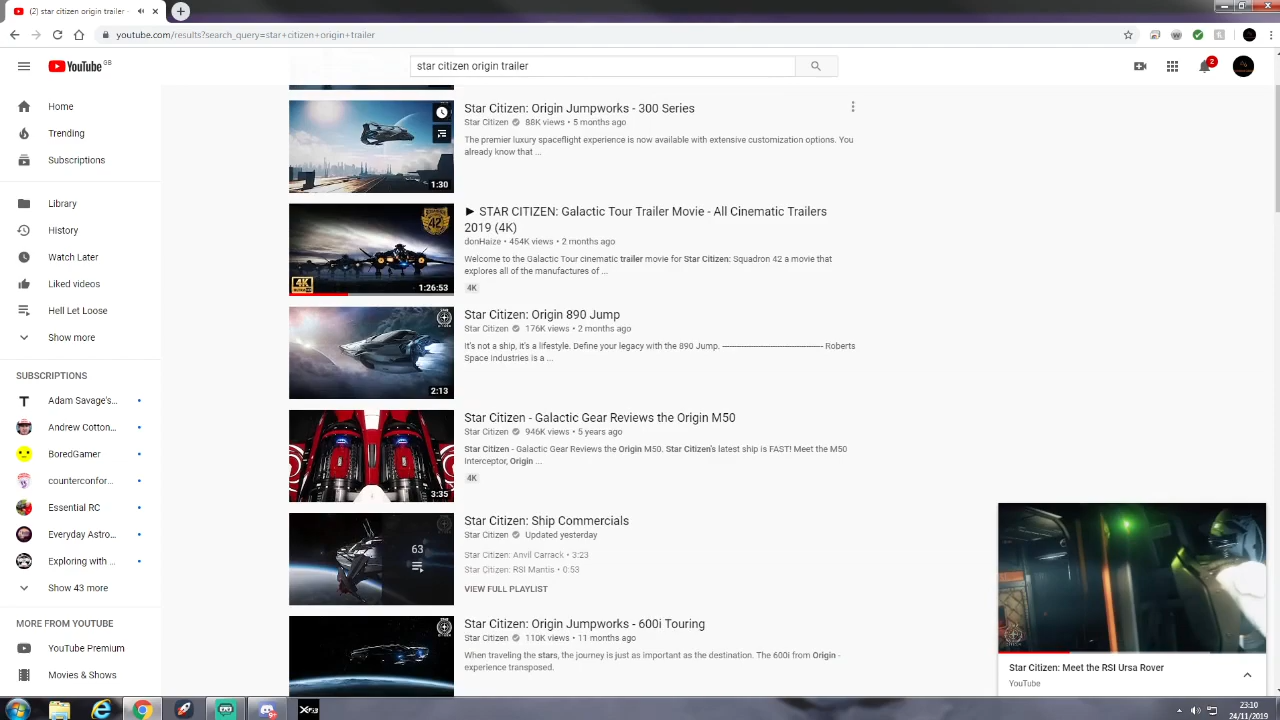 (2) star citizen origin trailer -
youtube.com/results?search_query=star+citizen+origin+trailer
YouTube GB
star citizen origin trailer
2
Home
Trending
Subscriptions
Library
History
Watch Later
Liked videos
Hell Let Loose
Show more
SUBSCRIPTIONS
Adam Savage's...
Andrew Cotton...
BoredGamer
counterconfor...
Essential RC
Everyday Astro...
Exploring with ...
Show 43 more
MORE FROM YOUTUBE
YouTube Premium
Movies & Shows
1:30
Star Citizen: Origin Jumpworks - 300 Series
Star Citizen 88K views • 5 months ago
The premier luxury spaceflight experience is now available with extensive customization options. You
already know that ...
42
4K
1:26:53
► STAR CITIZEN: Galactic Tour Trailer Movie - All Cinematic Trailers
2019 (4K)
donHaize • 454K views • 2 months ago
Welcome to the Galactic Tour cinematic trailer movie for Star Citizen: Squadron 42 a movie that
explores all of the manufactures of ...
4K
2:13
Star Citizen: Origin 890 Jump
Star Citizen 176K views • 2 months ago
It's not a ship, it's a lifestyle. Define your legacy with the 890 Jump. ---------------------------------------- Roberts
Space Industries is a ...
3:35
Star Citizen - Galactic Gear Reviews the Origin M50
Star Citizen 946K views • 5 years ago
Star Citizen - Galactic Gear Reviews the Origin M50. Star Citizen's latest ship is FAST! Meet the M50
Interceptor, Origin ...
4K
63
Star Citizen: Ship Commercials
Star Citizen Updated yesterday
Star Citizen: Anvil Carrack • 3:23
Star Citizen: RSI Mantis • 0:53
VIEW FULL PLAYLIST
Star Citizen: Origin Jumpworks - 600i Touring
Star Citizen 110K views • 11 months ago
When traveling the stars, the journey is just as important as the destination. The 600i from Origin -
experience transposed.
Star Citizen: Meet the RSI Ursa Rover
YouTube
9+
23:10
24/11/2019